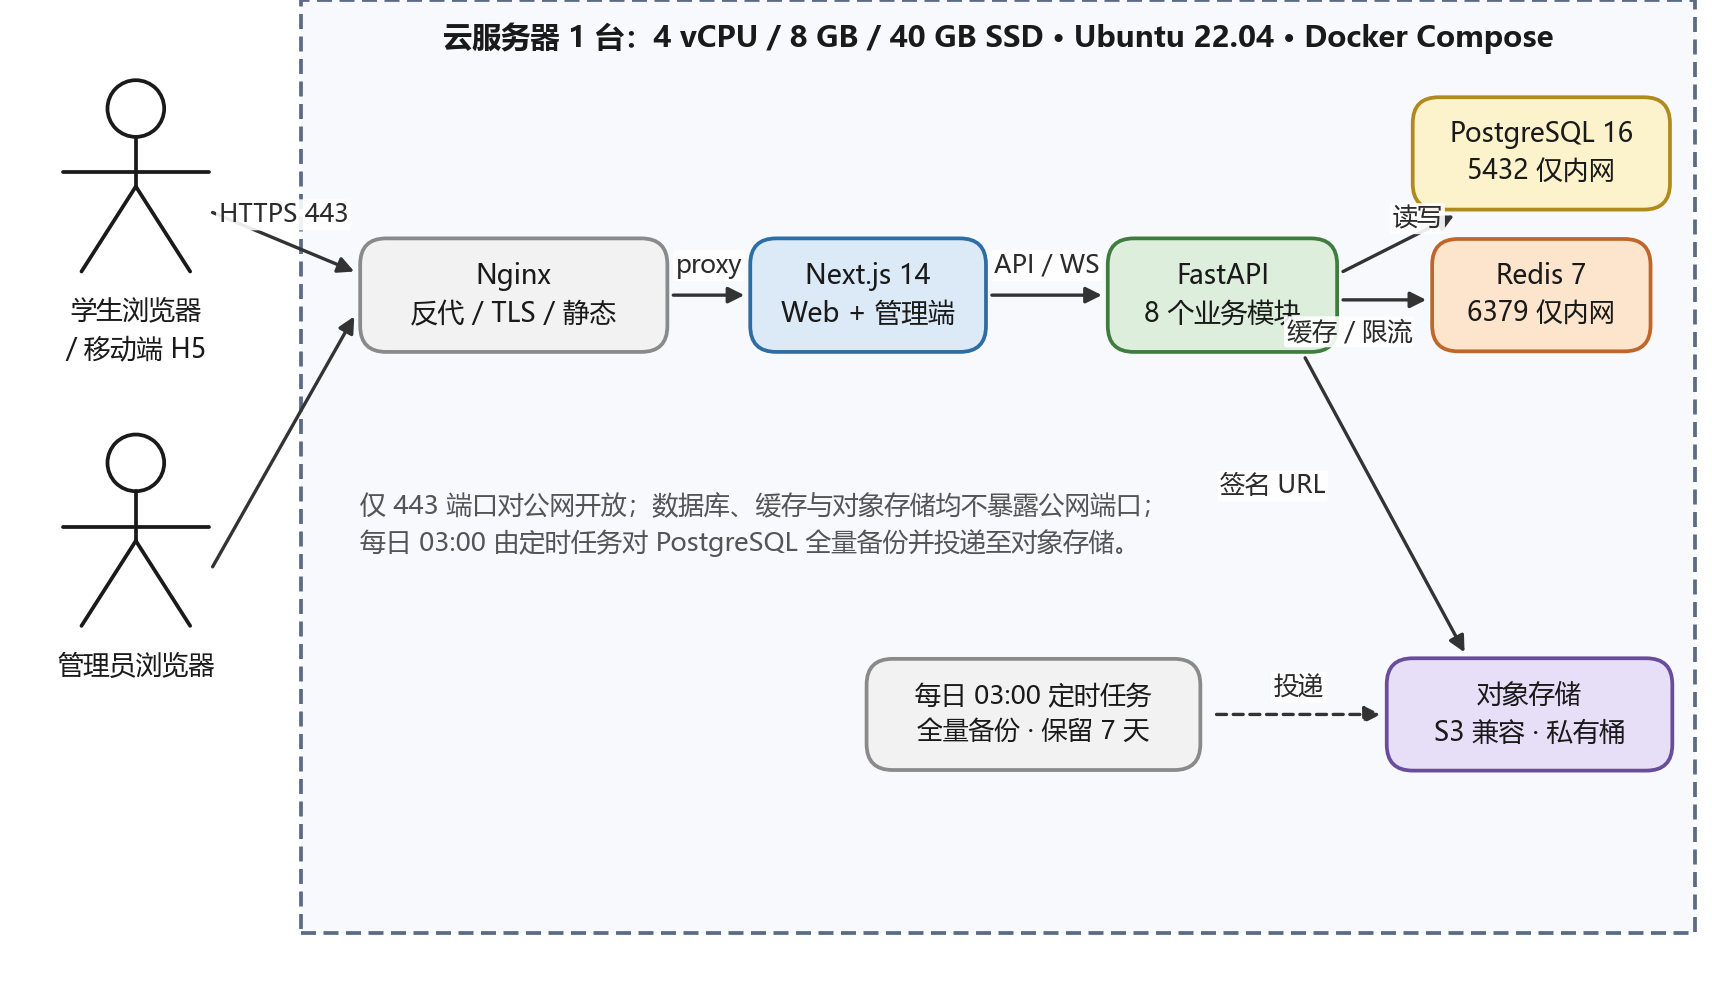 云服务器 1 台：4 vCPU / 8 GB / 40 GB SSD • Ubuntu 22.04 • Docker Compose
PostgreSQL 16
5432 仅内网
HTTPS 443
读写
Nginx
反代 / TLS / 静态
proxy
Next.js 14
Web + 管理端
API / WS
FastAPI
8 个业务模块
缓存 / 限流
Redis 7
6379 仅内网
学生浏览器
/ 移动端 H5
签名 URL
仅 443 端口对公网开放；数据库、缓存与对象存储均不暴露公网端口；
每日 03:00 由定时任务对 PostgreSQL 全量备份并投递至对象存储。
管理员浏览器
每日 03:00 定时任务
全量备份 · 保留 7 天
投递
对象存储
S3 兼容 · 私有桶